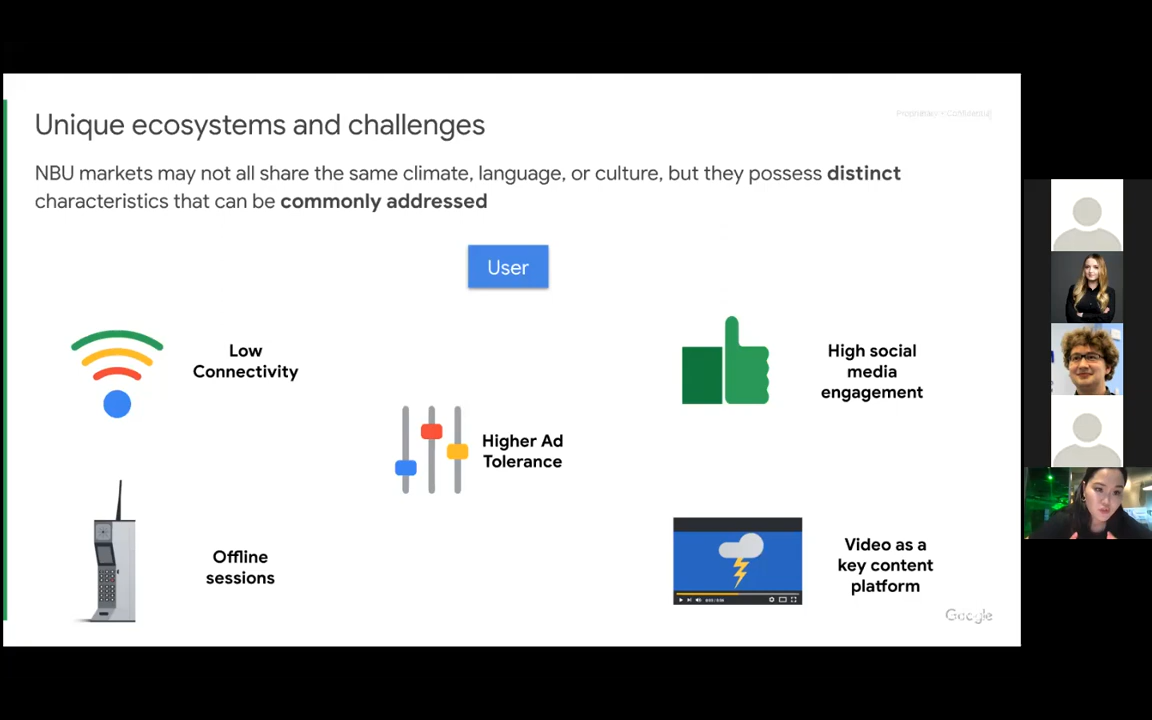 Unique ecosystems and challenges
Proprietary + Confidential
NBU markets may not all share the same climate, language, or culture, but they possess distinct
characteristics that can be commonly addressed
User
Low
Connectivity
High social
media
engagement
Higher Ad
Tolerance
Offline
sessions
Video as a
key content
platform
Google